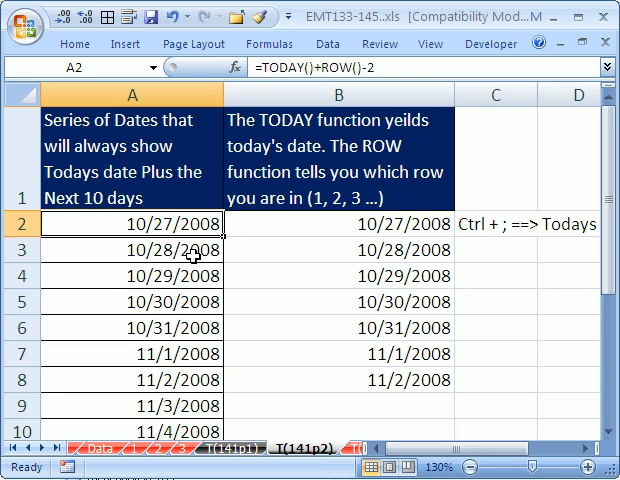 EMT133-145..xls [Compatibility Mod... M
Home Insert Page Layout Formulas Data Review View Developer
A2 fx =TODAY()+ROW()-2
A B C D
1 Series of Dates that The TODAY function yeilds
will always show today's date. The ROW
Todays date Plus the function tells you which row
Next 10 days you are in (1, 2, 3 ...)
2 10/27/2008 10/27/2008 Ctrl + ; ==> Todays
3 10/28/2008 10/28/2008
4 10/29/2008 10/29/2008
5 10/30/2008 10/30/2008
6 10/31/2008 10/31/2008
7 11/1/2008 11/1/2008
8 11/2/2008 11/2/2008
9 11/3/2008
10 11/4/2008
Data 1 2 3 T(141p1) T(141p2) T(
Ready 130%